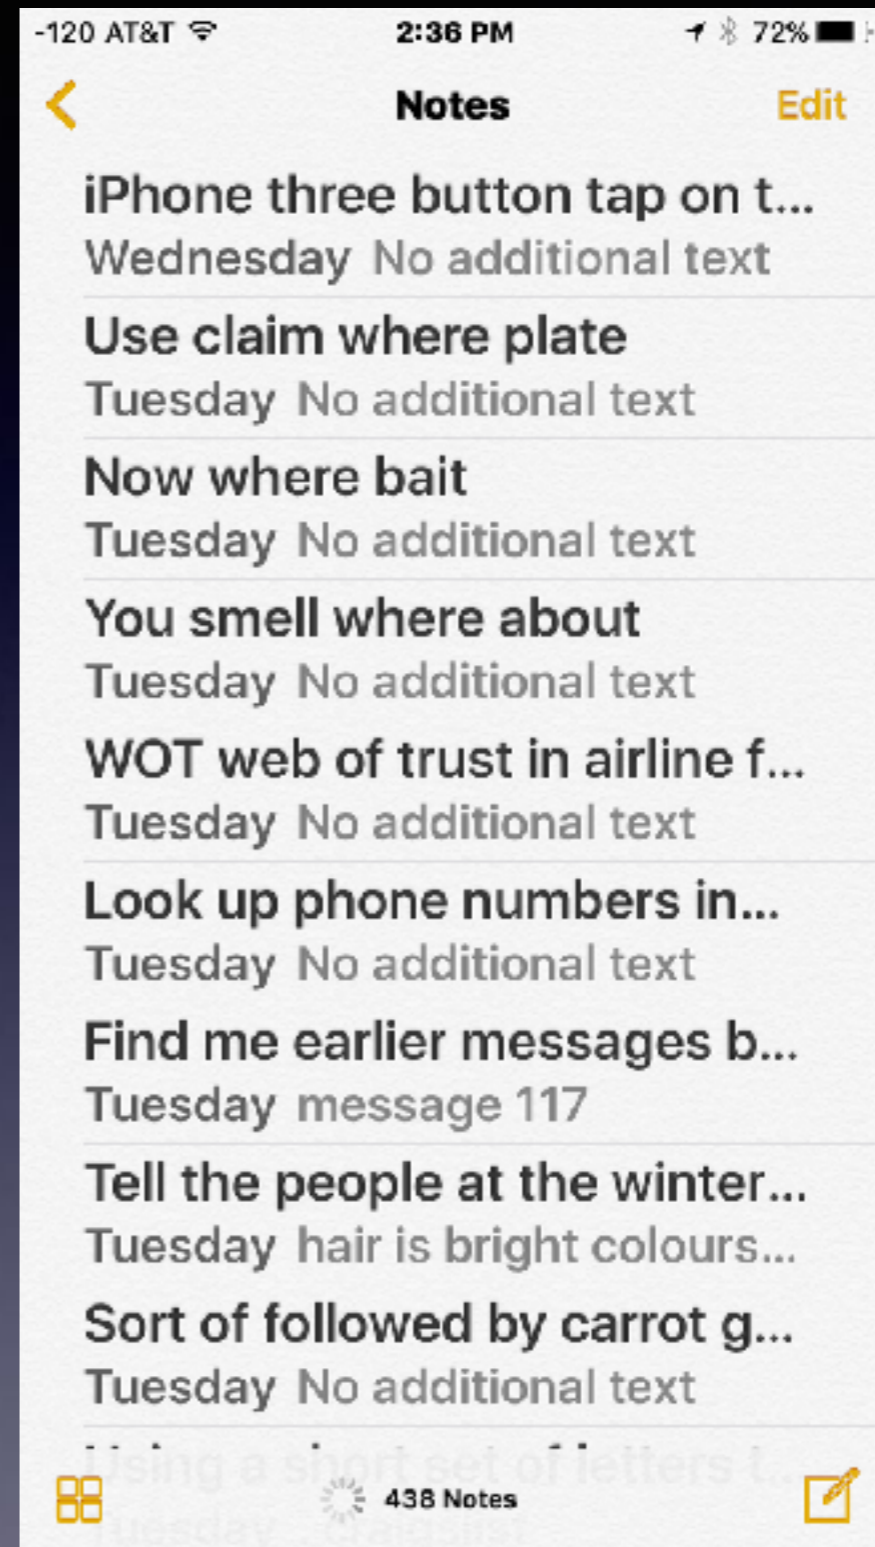 -120 AT&T 2:36 PM 72%
Notes Edit
iPhone three button tap on t...
Wednesday No additional text
Use claim where plate
Tuesday No additional text
Now where bait
Tuesday No additional text
You smell where about
Tuesday No additional text
WOT web of trust in airline f...
Tuesday No additional text
Look up phone numbers in...
Tuesday No additional text
Find me earlier messages b...
Tuesday message 117
Tell the people at the winter...
Tuesday hair is bright colours...
Sort of followed by carrot g...
Tuesday No additional text
Using a short set of letters t...
438 Notes
Tuesday , craigslist